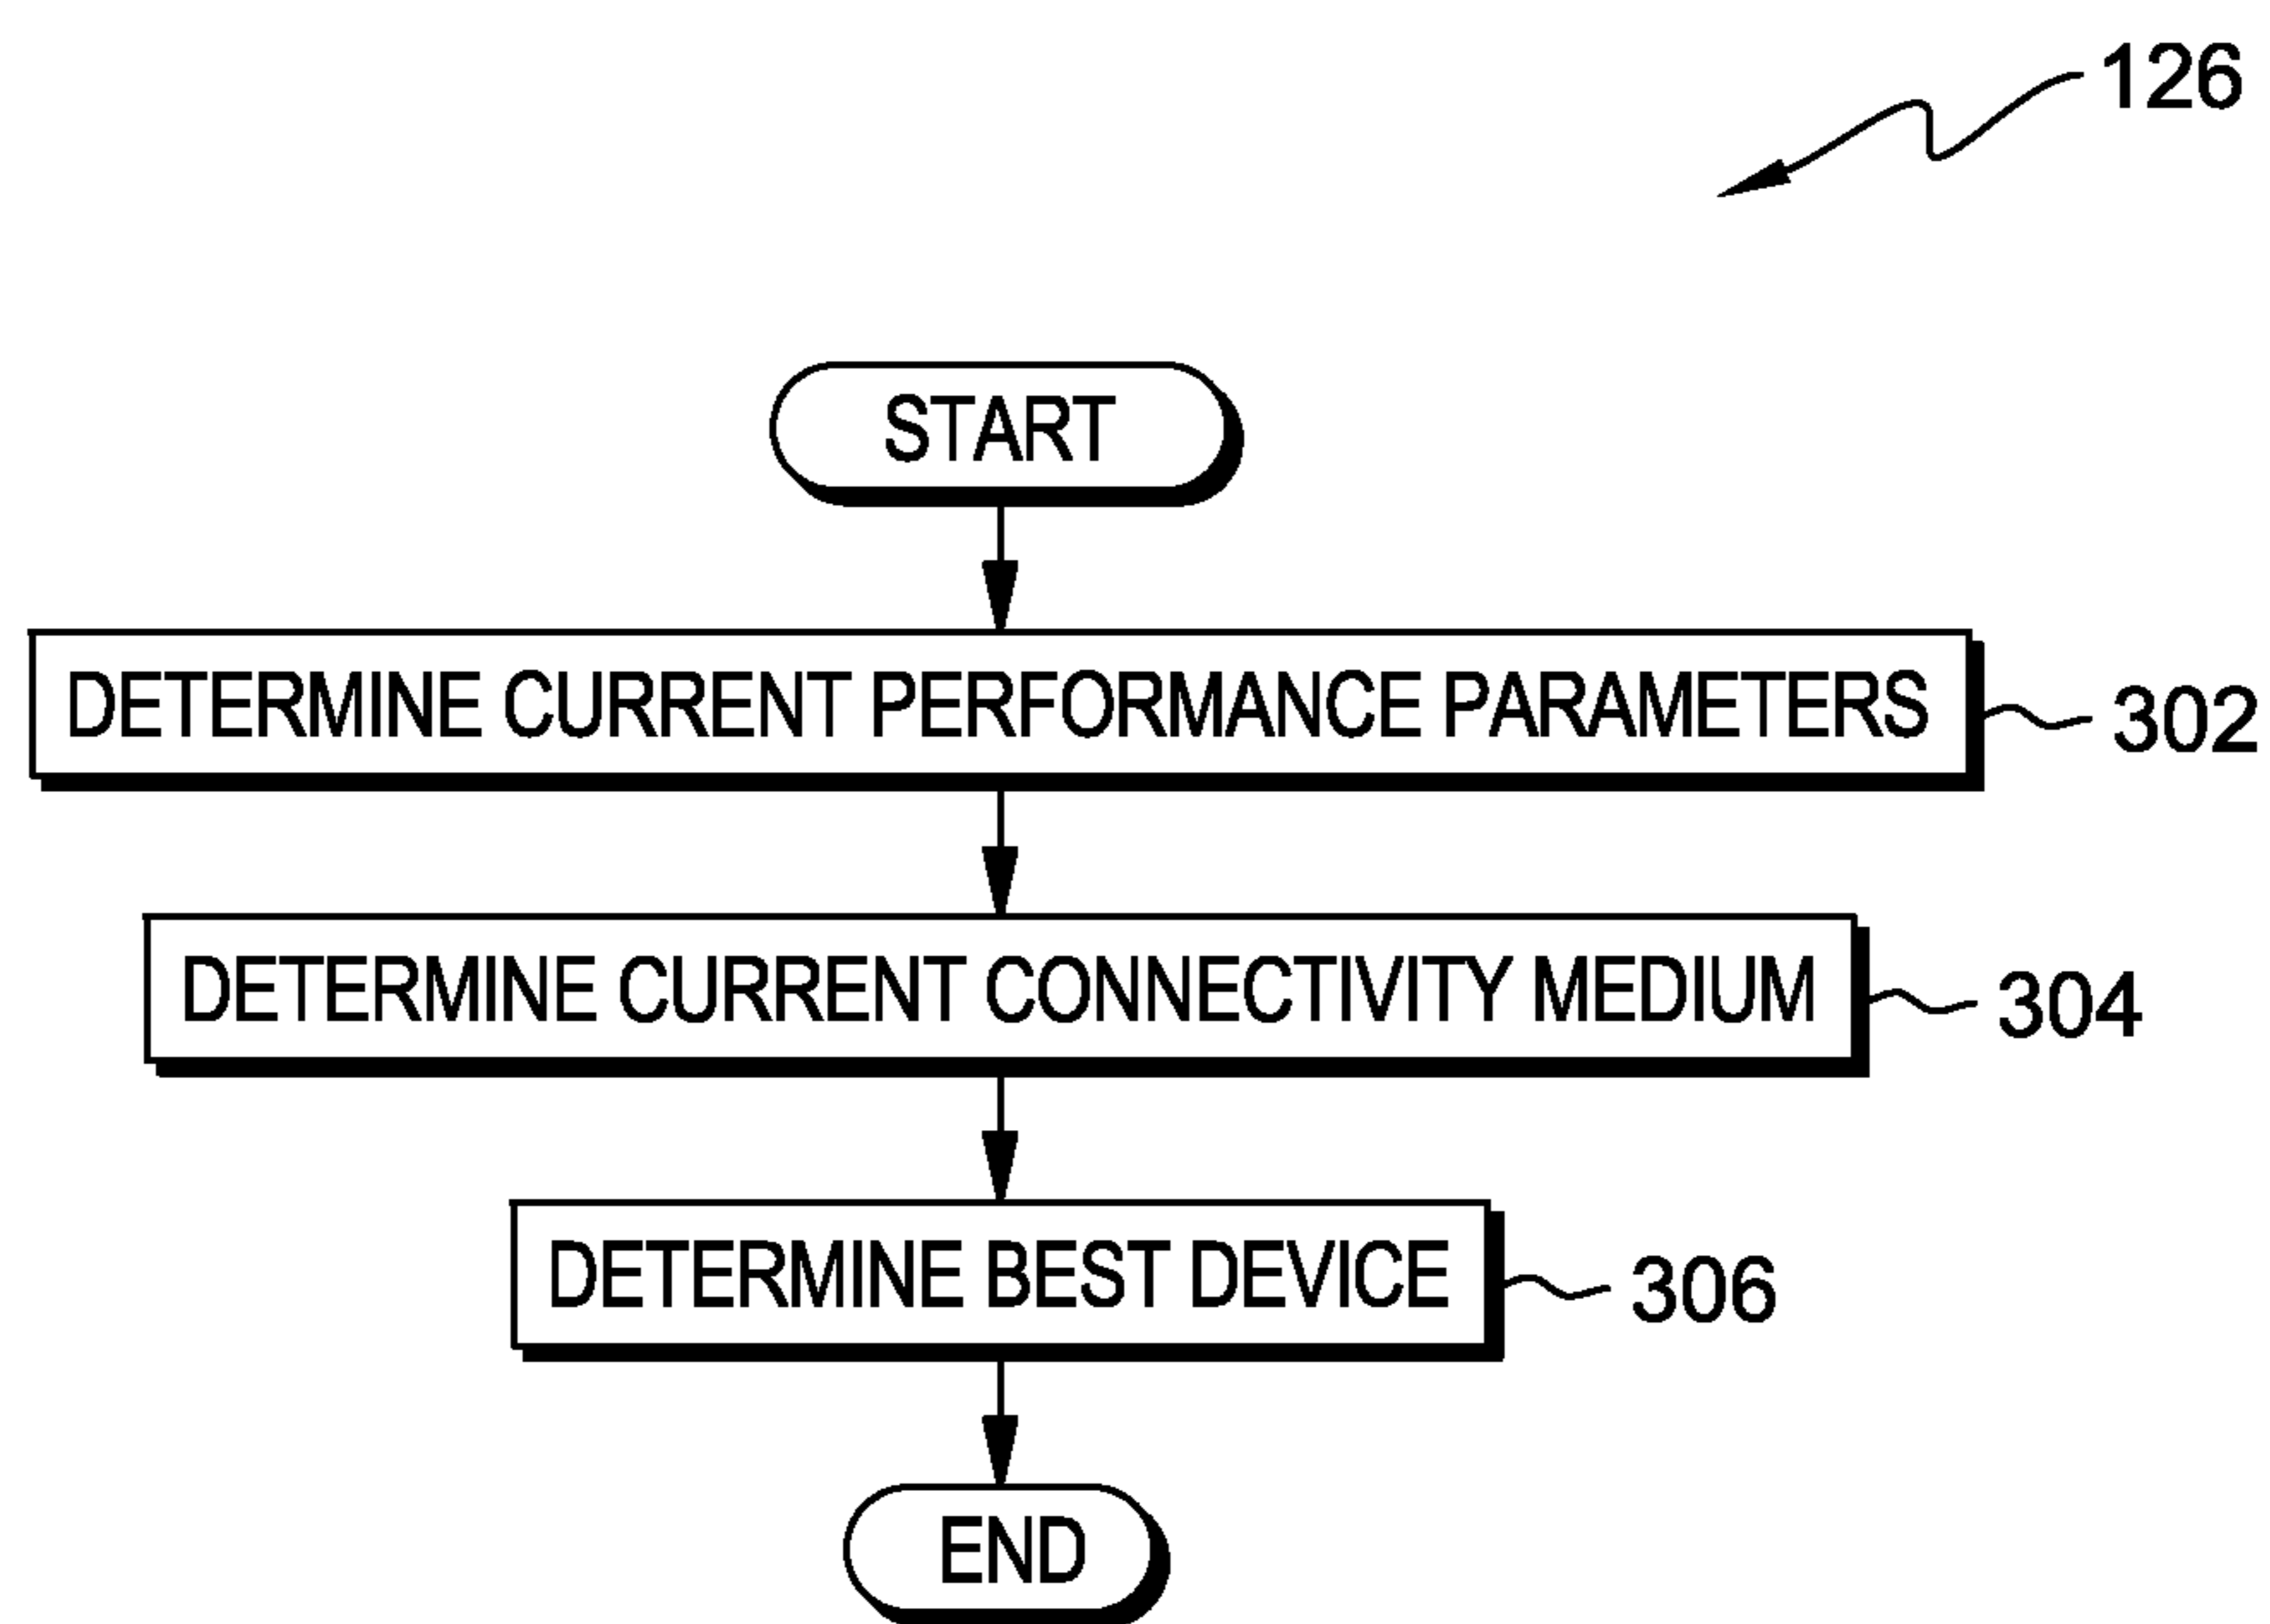 126
START
DETERMINE CURRENT PERFORMANCE PARAMETERS
302
DETERMINE CURRENT CONNECTIVITY MEDIUM
304
DETERMINE BEST DEVICE
306
END